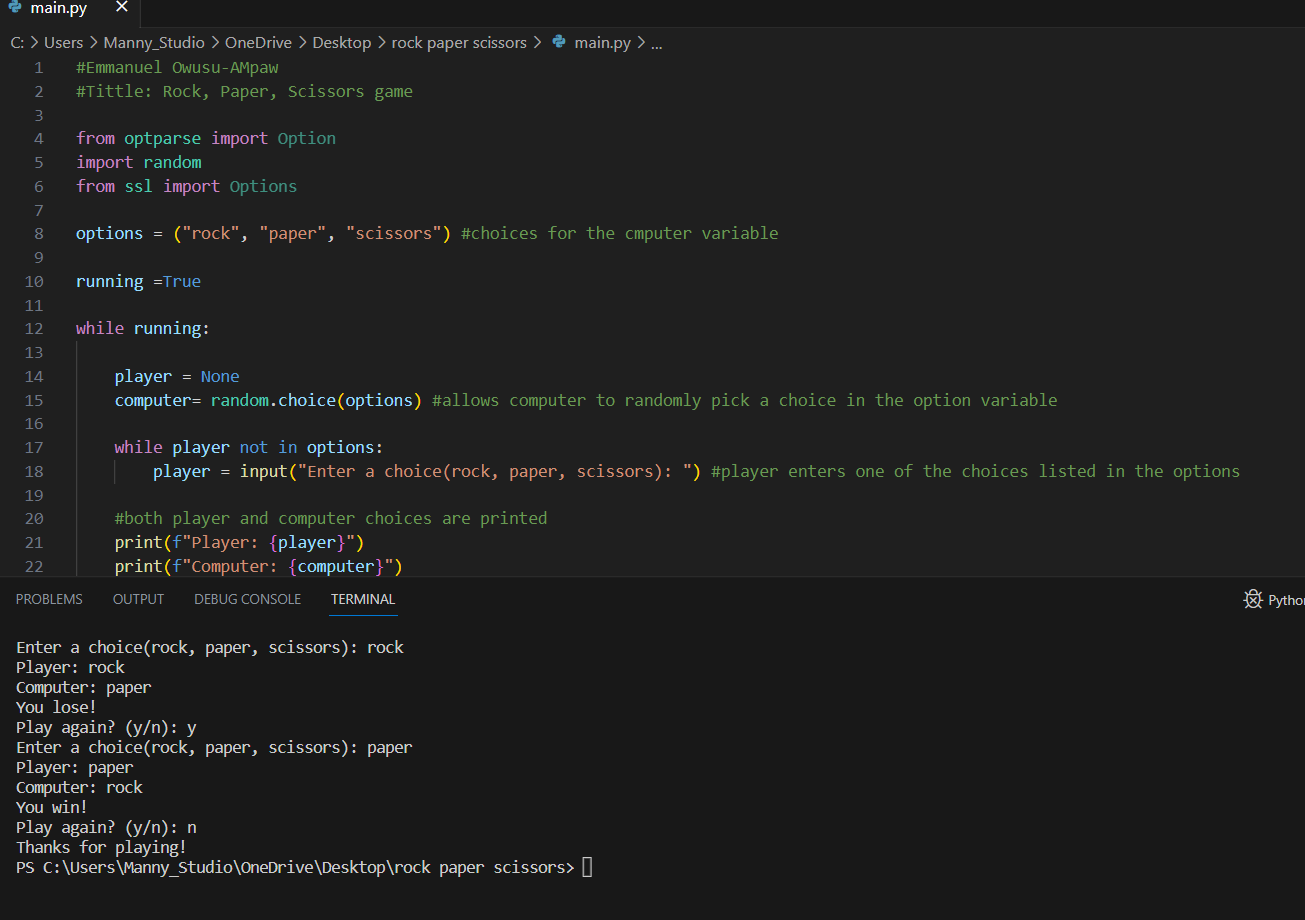 main.py ×
C: > Users > Manny_Studio > OneDrive > Desktop > rock paper scissors > main.py > ...
1 #Emmanuel Owusu-AMpaw
2 #Tittle: Rock, Paper, Scissors game
3
4 from optparse import Option
5 import random
6 from ssl import Options
7
8 options = ("rock", "paper", "scissors") #choices for the cmputer variable
9
10 running =True
11
12 while running:
13
14 player = None
15 computer= random.choice(options) #allows computer to randomly pick a choice in the option variable
16
17 while player not in options:
18 player = input("Enter a choice(rock, paper, scissors): ") #player enters one of the choices listed in the options
19
20 #both player and computer choices are printed
21 print(f"Player: {player}")
22 print(f"Computer: {computer}")
PROBLEMS OUTPUT DEBUG CONSOLE TERMINAL Pytho
Enter a choice(rock, paper, scissors): rock
Player: rock
Computer: paper
You lose!
Play again? (y/n): y
Enter a choice(rock, paper, scissors): paper
Player: paper
Computer: rock
You win!
Play again? (y/n): n
Thanks for playing!
PS C:\Users\Manny_Studio\OneDrive\Desktop\rock paper scissors>